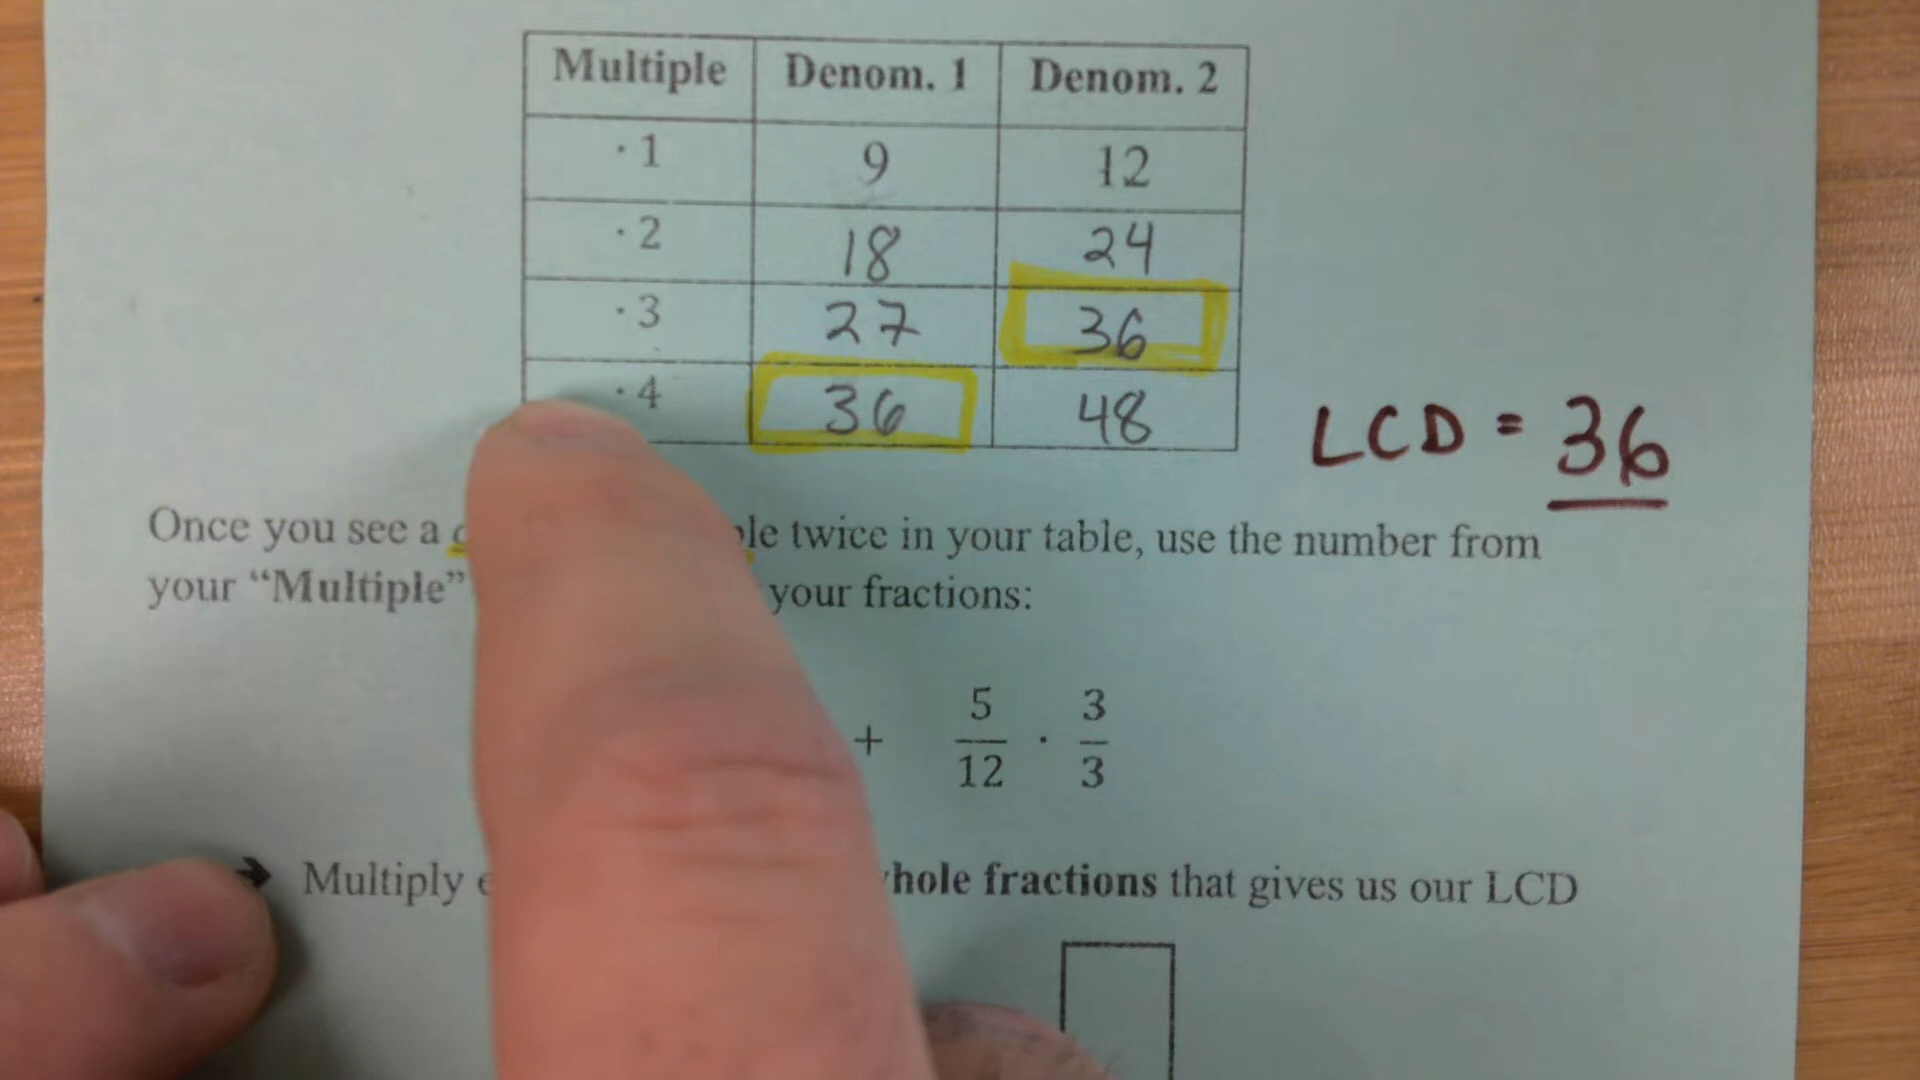 Multiple Denom. 1 Denom. 2
· 1 9 12
· 2 18 24
· 3 27 36
· 4 36 48
LCD = 36
Once you see a twice in your table, use the number from
your “Multiple” your fractions:
+ 5/12 · 3/3
➔ Multiply fractions that gives us our LCD